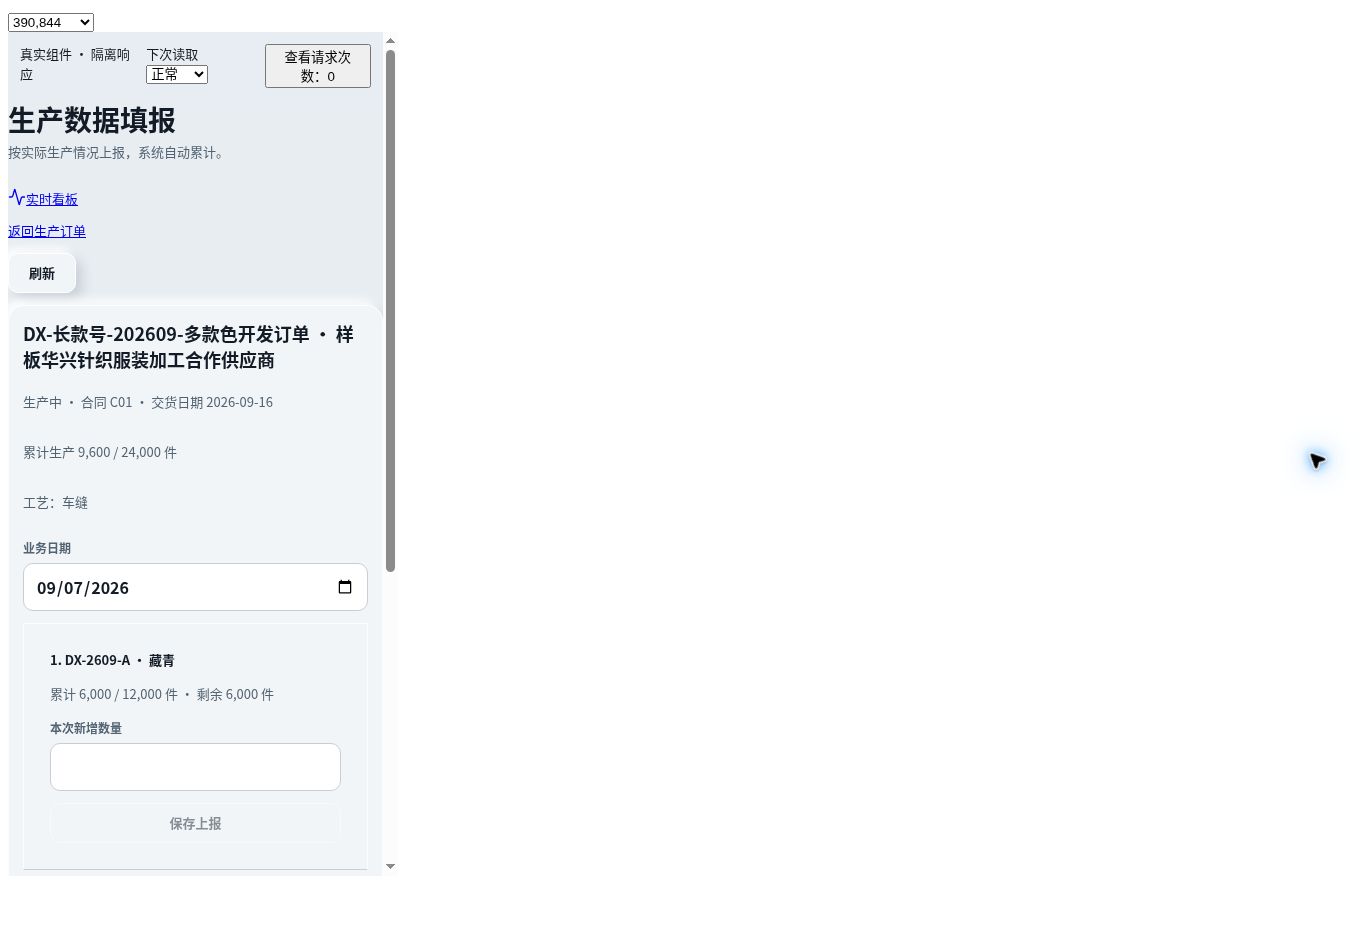 390,844
真实组件 · 隔离响应
下次读取
正常
查看请求次数：0
生产数据填报
按实际生产情况上报，系统自动累计。
实时看板
返回生产订单
刷新
DX-长款号-202609-多款色开发订单 · 样
板华兴针织服装加工合作供应商
生产中 · 合同 C01 · 交货日期 2026-09-16
累计生产 9,600 / 24,000 件
工艺：车缝
业务日期
09/07/2026
1. DX-2609-A · 藏青
累计 6,000 / 12,000 件 · 剩余 6,000 件
本次新增数量
保存上报